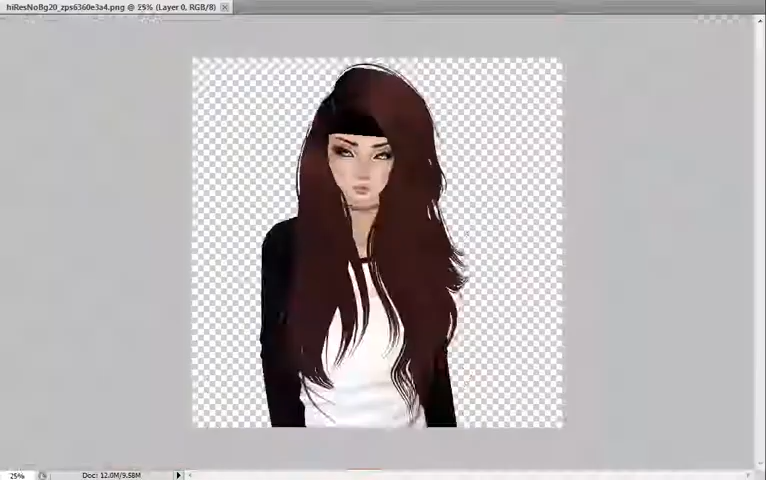 hiResNoBg20_zps6360e3a4.png @ 25% (Layer 0, RGB/8)
25%
Doc: 12.0M/9.58M